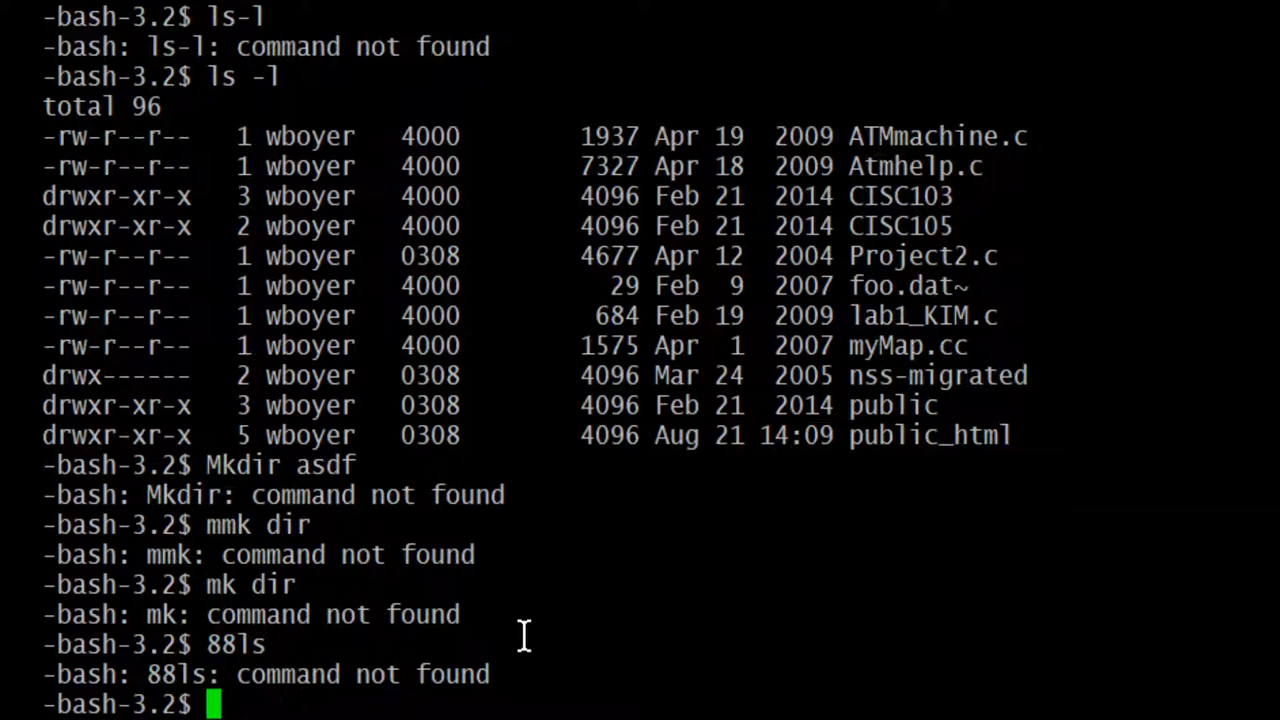 -bash-3.2$ ls-l
-bash: ls-l: command not found
-bash-3.2$ ls -l
total 96
-rw-r--r--   1 wboyer   4000        1937 Apr 19  2009 ATMmachine.c
-rw-r--r--   1 wboyer   4000        7327 Apr 18  2009 Atmhelp.c
drwxr-xr-x   3 wboyer   4000        4096 Feb 21  2014 CISC103
drwxr-xr-x   2 wboyer   4000        4096 Feb 21  2014 CISC105
-rw-r--r--   1 wboyer   0308        4677 Apr 12  2004 Project2.c
-rw-r--r--   1 wboyer   4000          29 Feb  9  2007 foo.dat~
-rw-r--r--   1 wboyer   4000         684 Feb 19  2009 lab1_KIM.c
-rw-r--r--   1 wboyer   4000        1575 Apr  1  2007 myMap.cc
drwx------   2 wboyer   0308        4096 Mar 24  2005 nss-migrated
drwxr-xr-x   3 wboyer   0308        4096 Feb 21  2014 public
drwxr-xr-x   5 wboyer   0308        4096 Aug 21 14:09 public_html
-bash-3.2$ Mkdir asdf
-bash: Mkdir: command not found
-bash-3.2$ mmk dir
-bash: mmk: command not found
-bash-3.2$ mk dir
-bash: mk: command not found
-bash-3.2$ 88ls
-bash: 88ls: command not found
-bash-3.2$